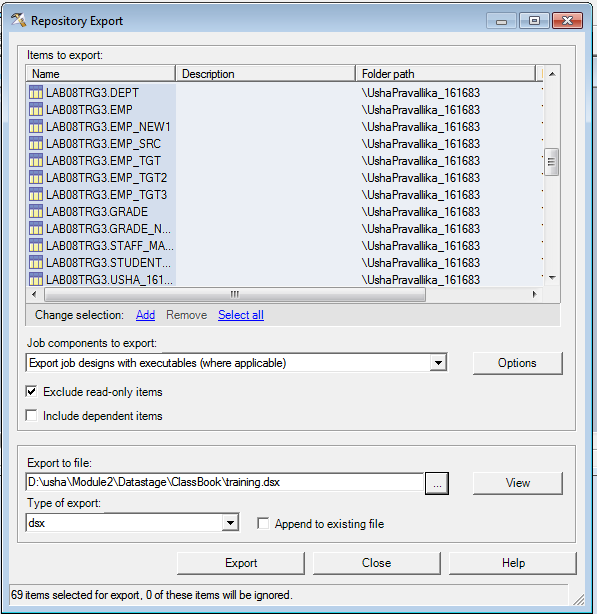 Repository Export
Items to export:
Name Description Folder path
LAB08TRG3.DEPT \UshaPravallika_161683
LAB08TRG3.EMP \UshaPravallika_161683
LAB08TRG3.EMP_NEW1 \UshaPravallika_161683
LAB08TRG3.EMP_SRC \UshaPravallika_161683
LAB08TRG3.EMP_TGT \UshaPravallika_161683
LAB08TRG3.EMP_TGT2 \UshaPravallika_161683
LAB08TRG3.EMP_TGT3 \UshaPravallika_161683
LAB08TRG3.GRADE \UshaPravallika_161683
LAB08TRG3.GRADE_N... \UshaPravallika_161683
LAB08TRG3.STAFF_MA... \UshaPravallika_161683
LAB08TRG3.STUDENT... \UshaPravallika_161683
LAB08TRG3.USHA_161... \UshaPravallika_161683
Change selection: Add Remove Select all
Job components to export:
Export job designs with executables (where applicable) Options
Exclude read-only items
Include dependent items
Export to file:
D:\usha\Module2\Datastage\ClassBook\training.dsx ... View
Type of export:
dsx Append to existing file
Export Close Help
69 items selected for export, 0 of these items will be ignored.